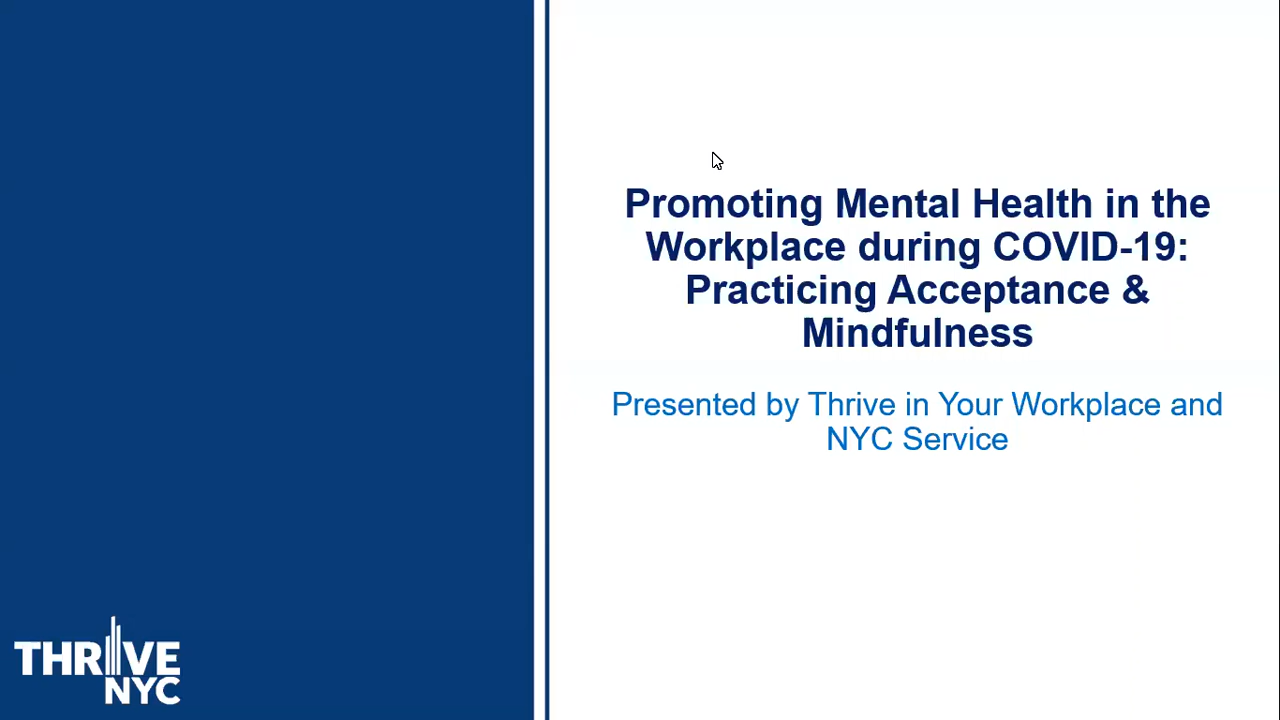 Promoting Mental Health in the
Workplace during COVID-19:
Practicing Acceptance &
Mindfulness
Presented by Thrive in Your Workplace and
NYC Service
THRIVE
NYC